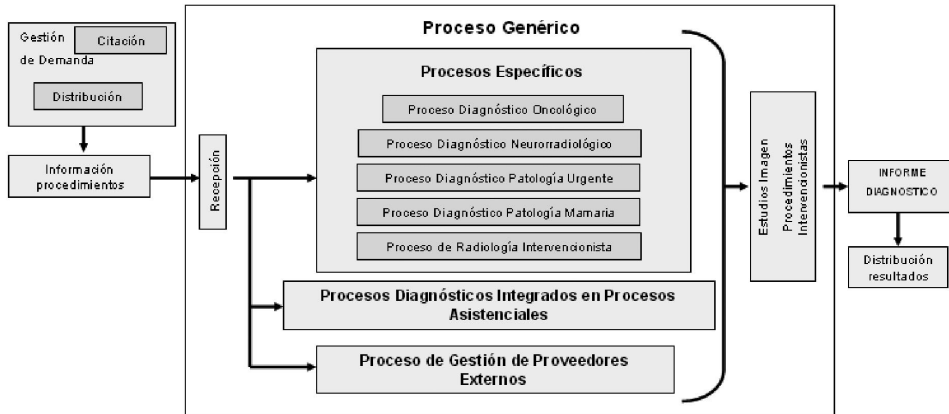 Gestión
de Demanda
Citación
Distribución
Información
procedimientos
Recepción
Proceso Genérico
Procesos Específicos
Proceso Diagnóstico Oncológico
Proceso Diagnóstico Neurorradiológico
Proceso Diagnóstico Patología Urgente
Proceso Diagnóstico Patología Mamaria
Proceso de Radiología Intervencionista
Procesos Diagnósticos Integrados en Procesos
Asistenciales
Proceso de Gestión de Proveedores
Externos
Estudios Imagen
Procedimientos
Intervencionistas
INFORME
DIAGNOSTICO
Distribución
resultados